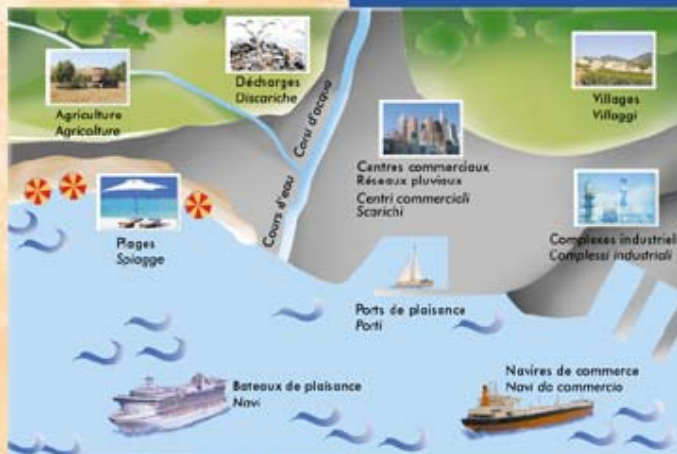 Décharges
Discariche
Agriculture
Agricolture
Villages
Villaggi
Corsi d'acqua
Cours d'eau
Centres commerciaux
Réseaux pluviaux
Centri commerciali
Scarichi
Plages
Spiagge
Complexes industriel
Complessi industriali
Ports de plaisance
Porti
Bateaux de plaisance
Navi
Navires de commerce
Navi da commercio